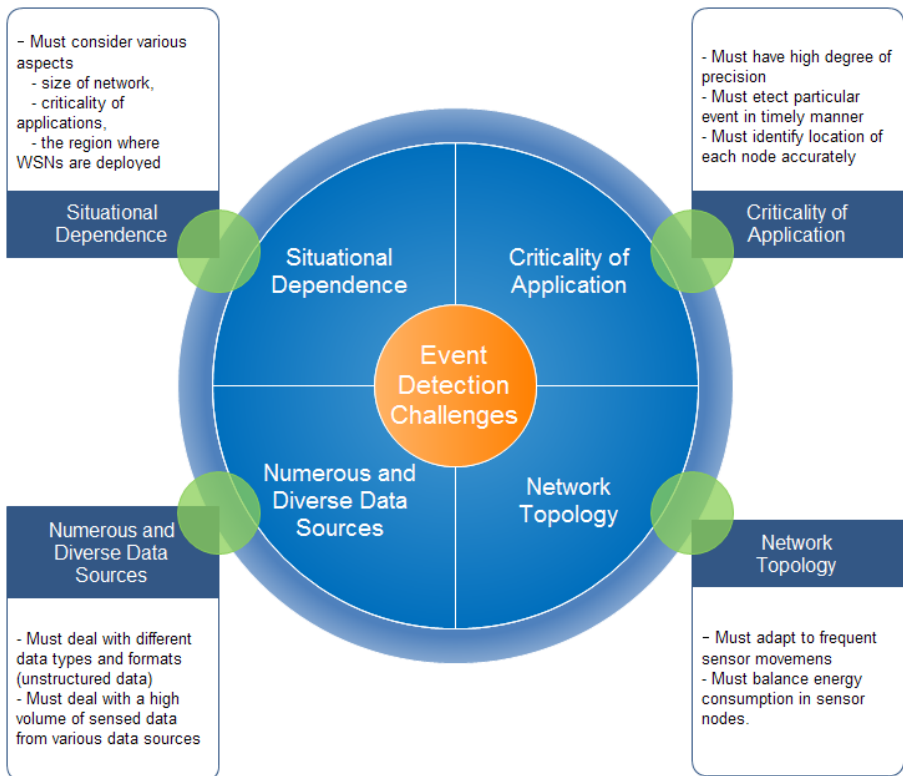 – Must consider various
aspects
- size of network,
- criticality of
applications,
- the region where
WSNs are deployed
Situational
Dependence
- Must have high degree of
precision
- Must etect particular
event in timely manner
- Must identify location of
each node accurately
Criticality of
Application
Situational
Dependence
Criticality of
Application
Event
Detection
Challenges
Numerous and
Diverse Data
Sources
Network
Topology
Numerous and
Diverse Data
Sources
- Must deal with different
data types and formats
(unstructured data)
- Must deal with a high
volume of sensed data
from various data sources
Network
Topology
– Must adapt to frequent
sensor movemens
- Must balance energy
consumption in sensor
nodes.